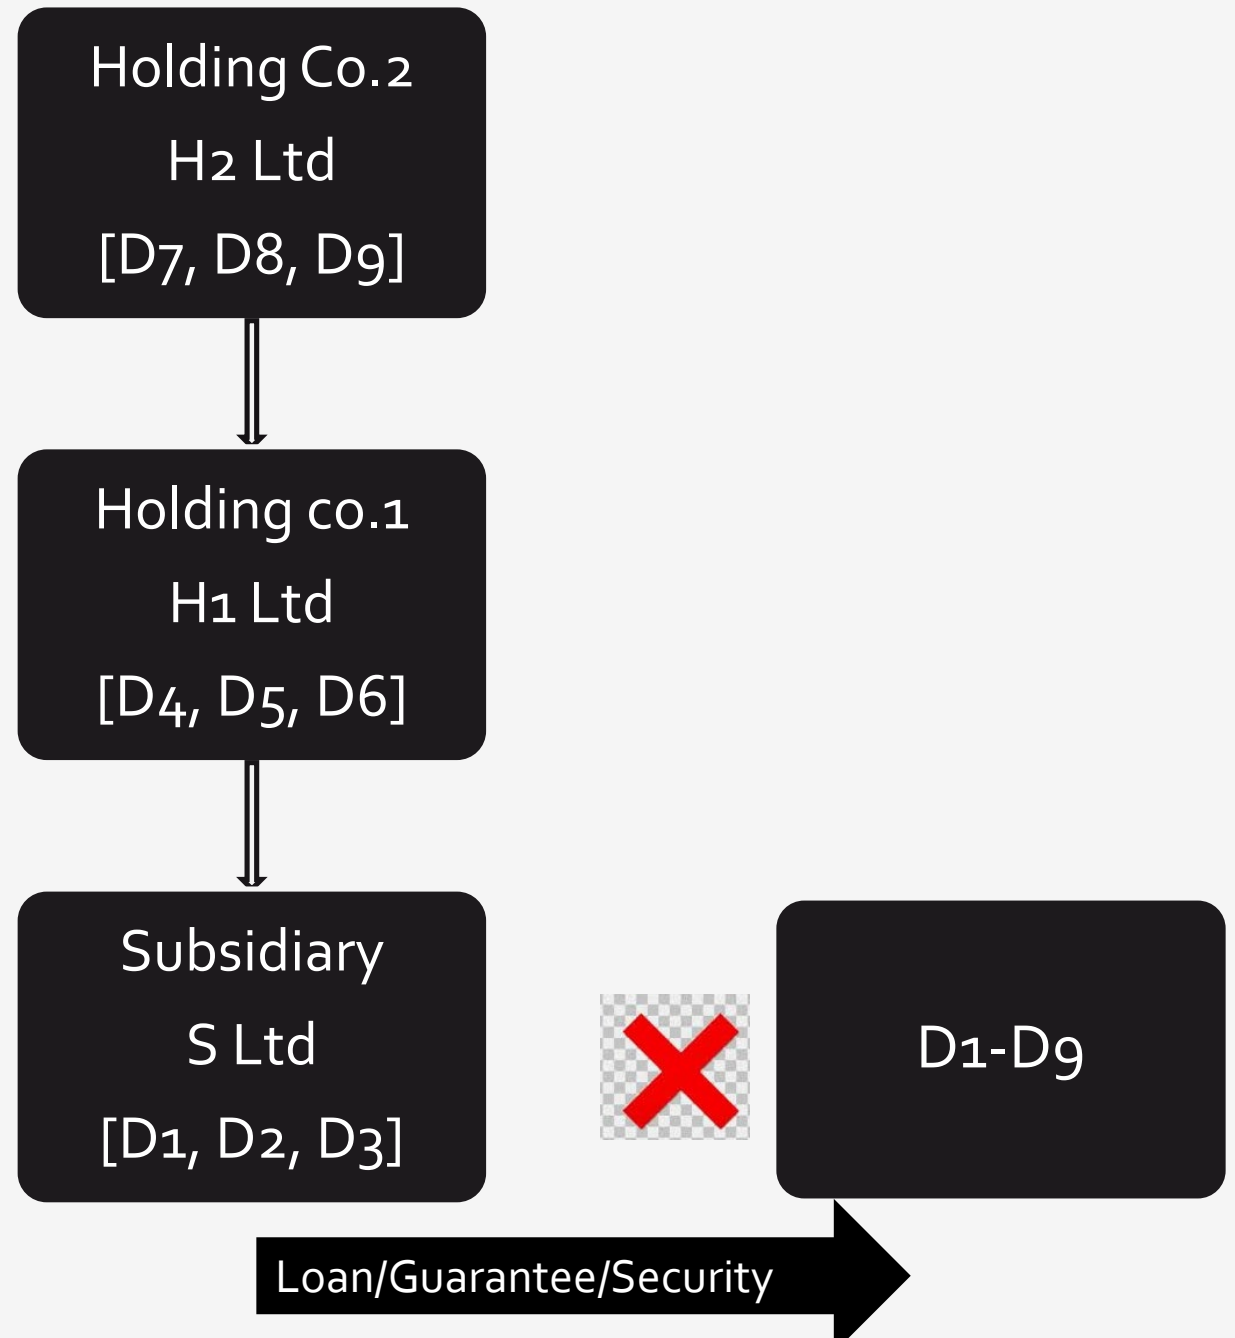 Holding Co.2
H2 Ltd
[D7, D8, D9]
Holding co.1
H1 Ltd
[D4, D5, D6]
Subsidiary
S Ltd
[D1, D2, D3]
D1-D9
Loan/Guarantee/Security